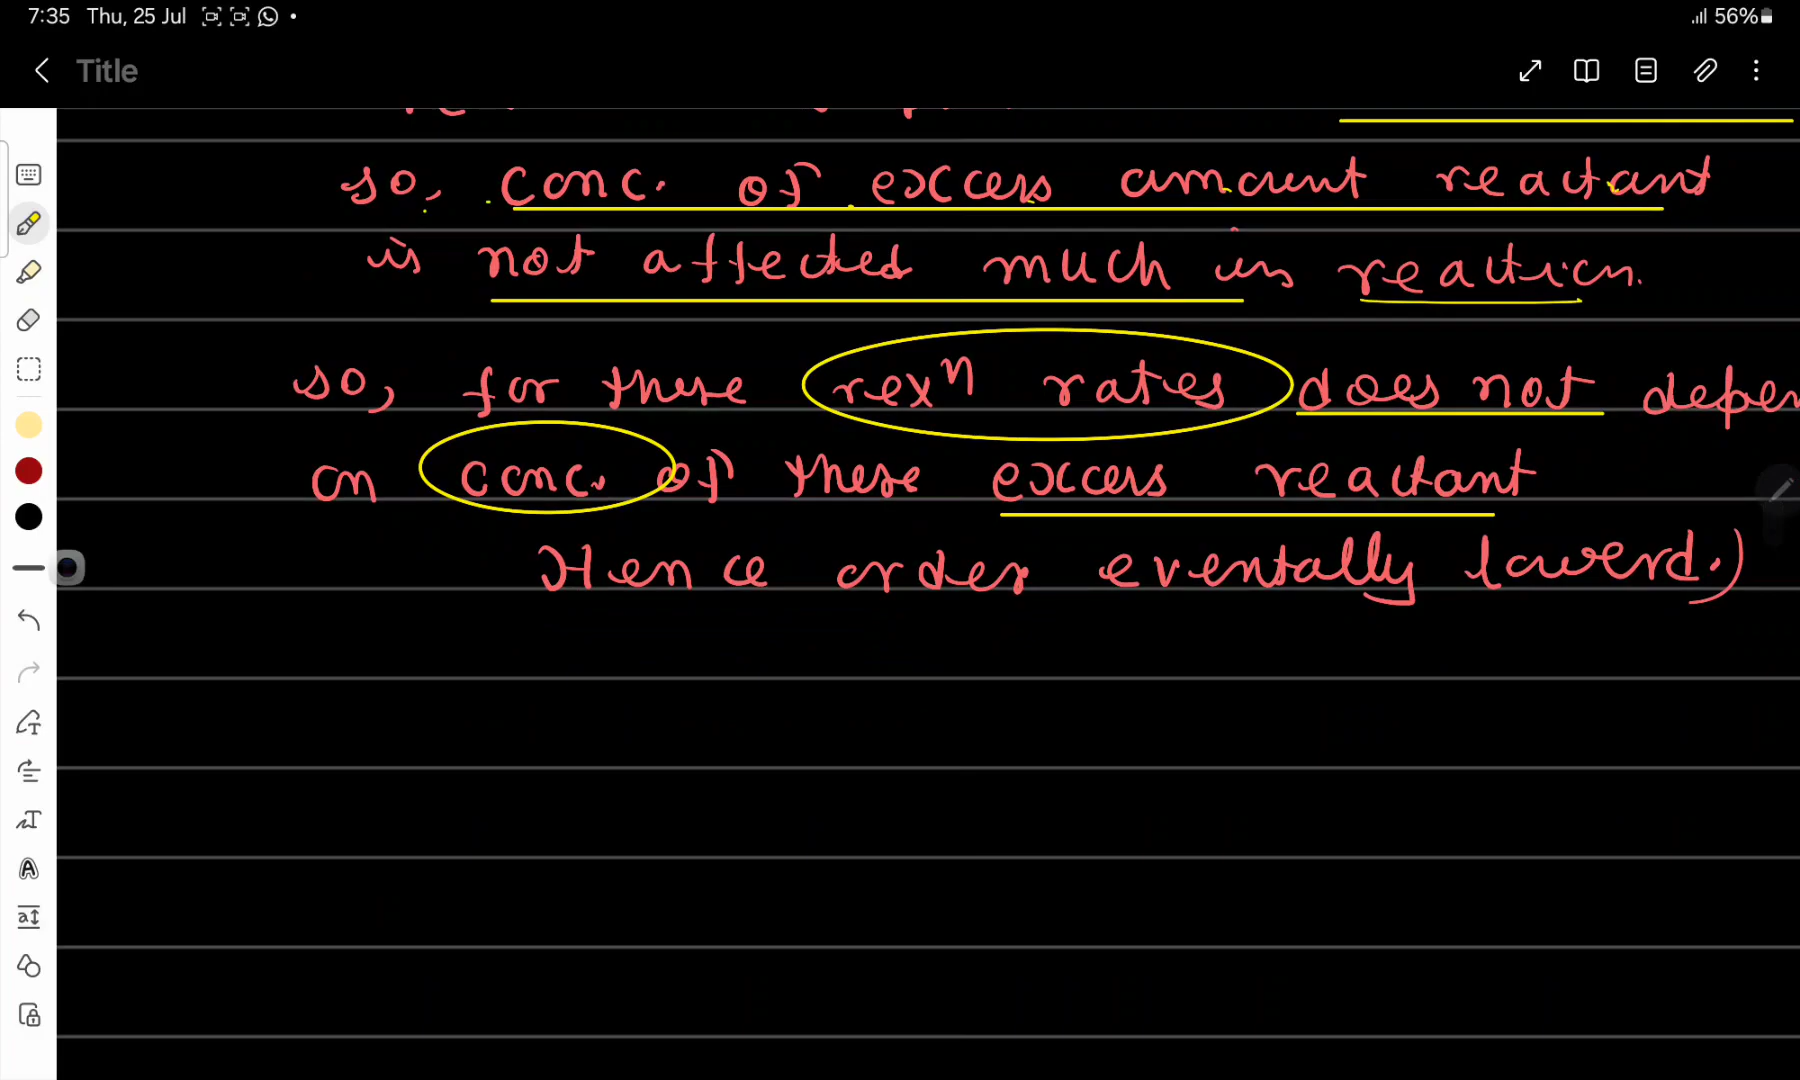 7:35 Thu, 25 Jul 56%
Title
so, conc. of excess amount reactant
is not affected much in reaction.
so, for these rexⁿ rates does not depen
on conc. of these excess reactant
Hence order eventally lowerd.)